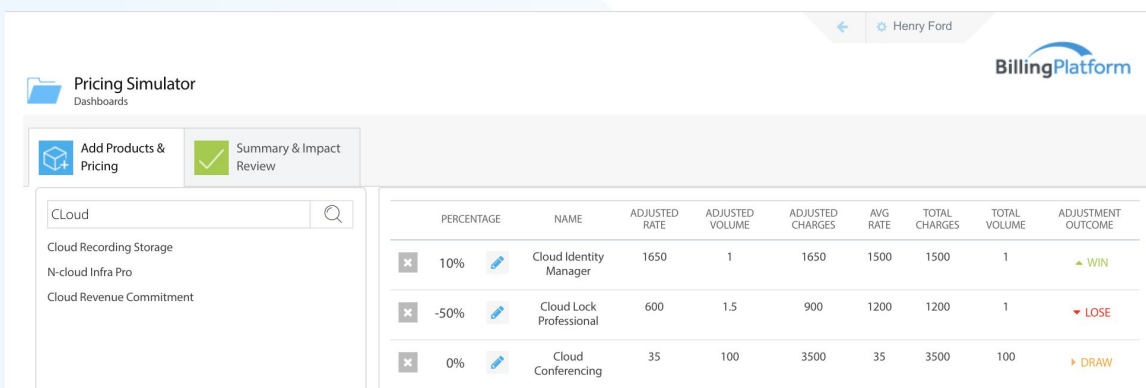 Henry Ford
BillingPlatform
Pricing Simulator
Dashboards
Add Products &
Pricing
Summary & Impact
Review
CLoud
Cloud Recording Storage
N-cloud Infra Pro
Cloud Revenue Commitment
PERCENTAGE NAME ADJUSTED RATE ADJUSTED VOLUME ADJUSTED CHARGES AVG RATE TOTAL CHARGES TOTAL VOLUME ADJUSTMENT OUTCOME
10% Cloud Identity Manager 1650 1 1650 1500 1500 1 WIN
-50% Cloud Lock Professional 600 1.5 900 1200 1200 1 LOSE
0% Cloud Conferencing 35 100 3500 35 3500 100 DRAW